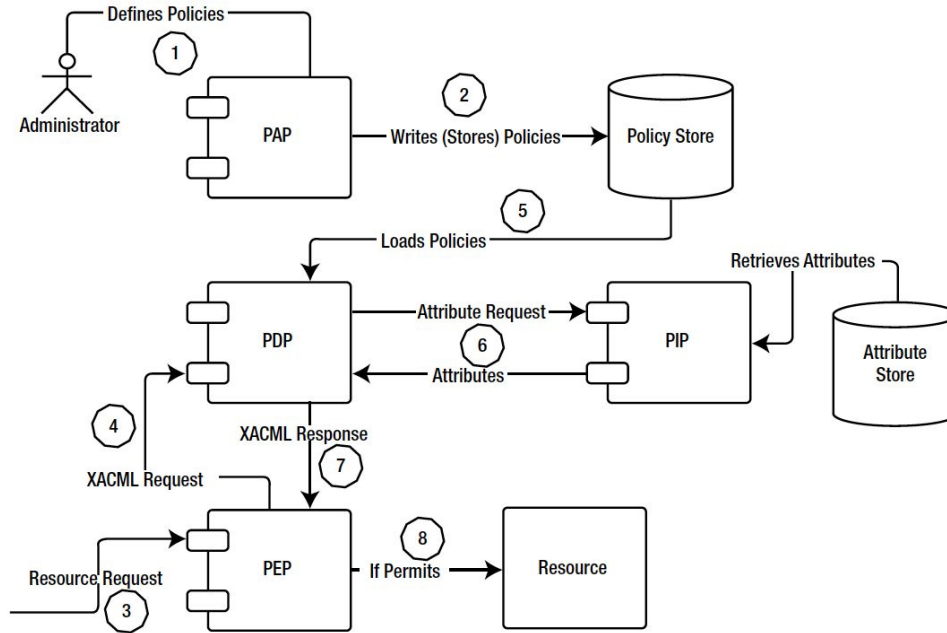 Defines Policies
1
Administrator
PAP
2
Writes (Stores) Policies
Policy Store
5
Loads Policies
Retrieves Attributes
PDP
Attribute Request
6
Attributes
PIP
Attribute
Store
4
XACML Response
7
XACML Request
PEP
8
If Permits
Resource
Resource Request
3